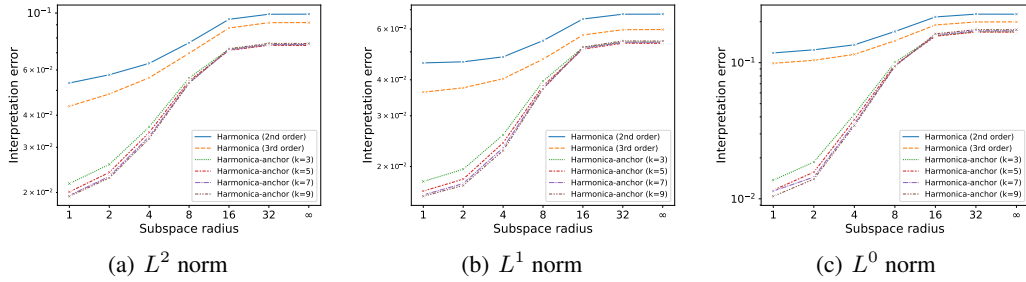 10⁻¹
6 × 10⁻²
4 × 10⁻²
3 × 10⁻²
2 × 10⁻²
Interpretation error
Harmonica (2nd order)
Harmonica (3rd order)
Harmonica-anchor (k=3)
Harmonica-anchor (k=5)
Harmonica-anchor (k=7)
Harmonica-anchor (k=9)
1 2 4 8 16 32 ∞
Subspace radius
(a) L² norm
6 × 10⁻²
4 × 10⁻²
3 × 10⁻²
2 × 10⁻²
Interpretation error
Harmonica (2nd order)
Harmonica (3rd order)
Harmonica-anchor (k=3)
Harmonica-anchor (k=5)
Harmonica-anchor (k=7)
Harmonica-anchor (k=9)
1 2 4 8 16 32 ∞
Subspace radius
(b) L¹ norm
10⁻¹
10⁻²
Interpretation error
Harmonica (2nd order)
Harmonica (3rd order)
Harmonica-anchor (k=3)
Harmonica-anchor (k=5)
Harmonica-anchor (k=7)
Harmonica-anchor (k=9)
1 2 4 8 16 32 ∞
Subspace radius
(c) L⁰ norm